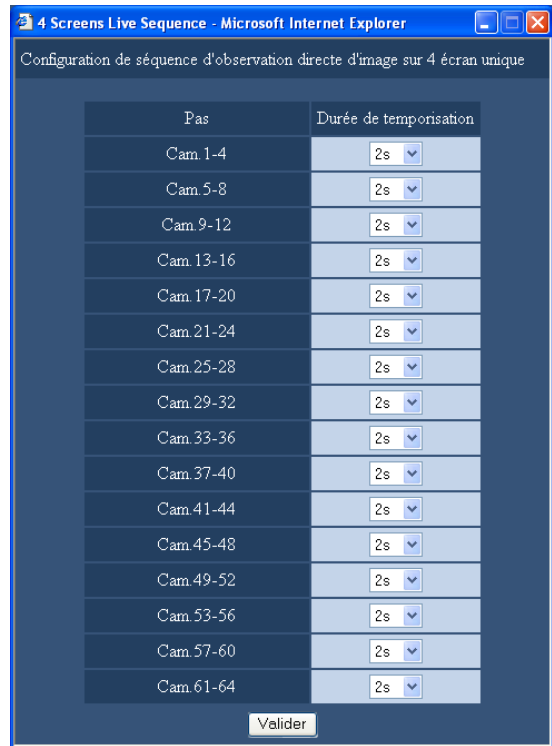 4 Screens Live Sequence - Microsoft Internet Explorer
Configuration de séquence d'observation directe d'image sur 4 écran unique
Pas Durée de temporisation
Cam.1-4 2s
Cam.5-8 2s
Cam.9-12 2s
Cam.13-16 2s
Cam.17-20 2s
Cam.21-24 2s
Cam.25-28 2s
Cam.29-32 2s
Cam.33-36 2s
Cam.37-40 2s
Cam.41-44 2s
Cam.45-48 2s
Cam.49-52 2s
Cam.53-56 2s
Cam.57-60 2s
Cam.61-64 2s
Valider